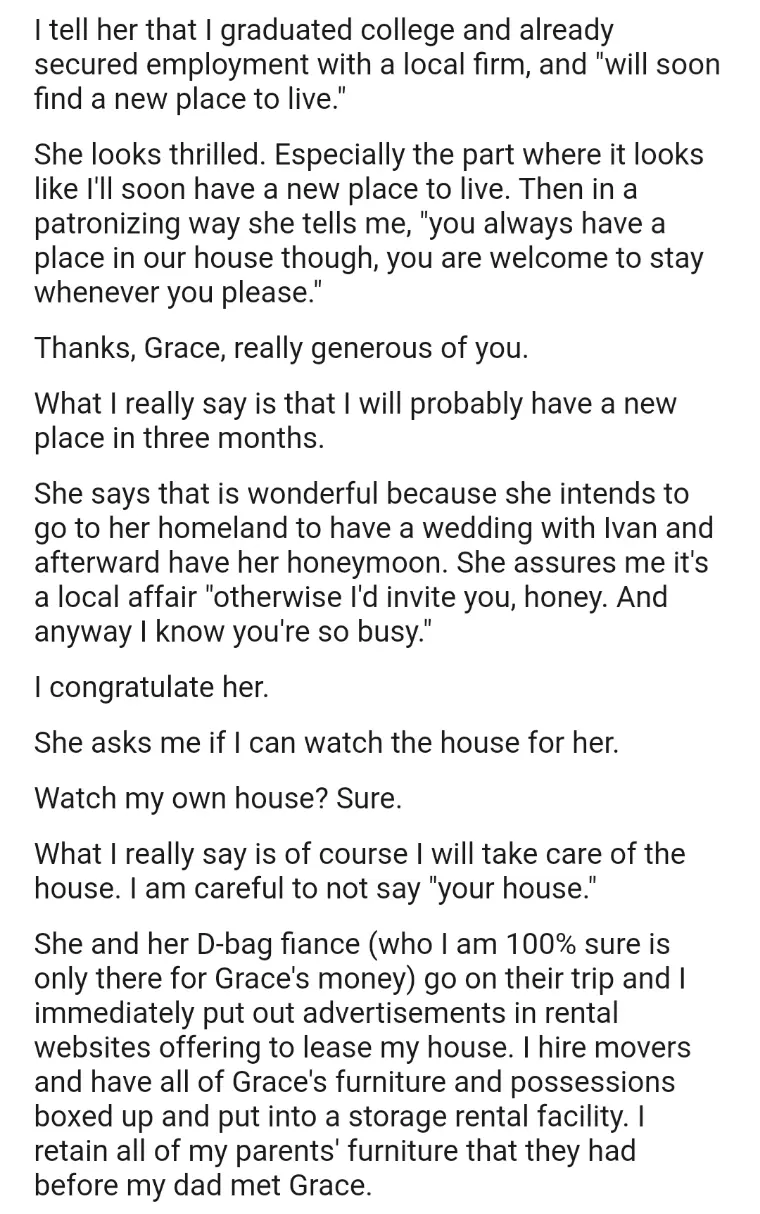 I tell her that I graduated college and already
secured employment with a local firm, and "will soon
find a new place to live."
She looks thrilled. Especially the part where it looks
like I'll soon have a new place to live. Then in a
patronizing way she tells me, "you always have a
place in our house though, you are welcome to stay
whenever you please."
Thanks, Grace, really generous of you.
What I really say is that I will probably have a new
place in three months.
She says that is wonderful because she intends to
go to her homeland to have a wedding with Ivan and
afterward have her honeymoon. She assures me it's
a local affair "otherwise I'd invite you, honey. And
anyway I know you're so busy."
I congratulate her.
She asks me if I can watch the house for her.
Watch my own house? Sure.
What I really say is of course I will take care of the
house. I am careful to not say "your house."
She and her D-bag fiance (who I am 100% sure is
only there for Grace's money) go on their trip and I
immediately put out advertisements in rental
websites offering to lease my house. I hire movers
and have all of Grace's furniture and possessions
boxed up and put into a storage rental facility. I
retain all of my parents' furniture that they had
before my dad met Grace.